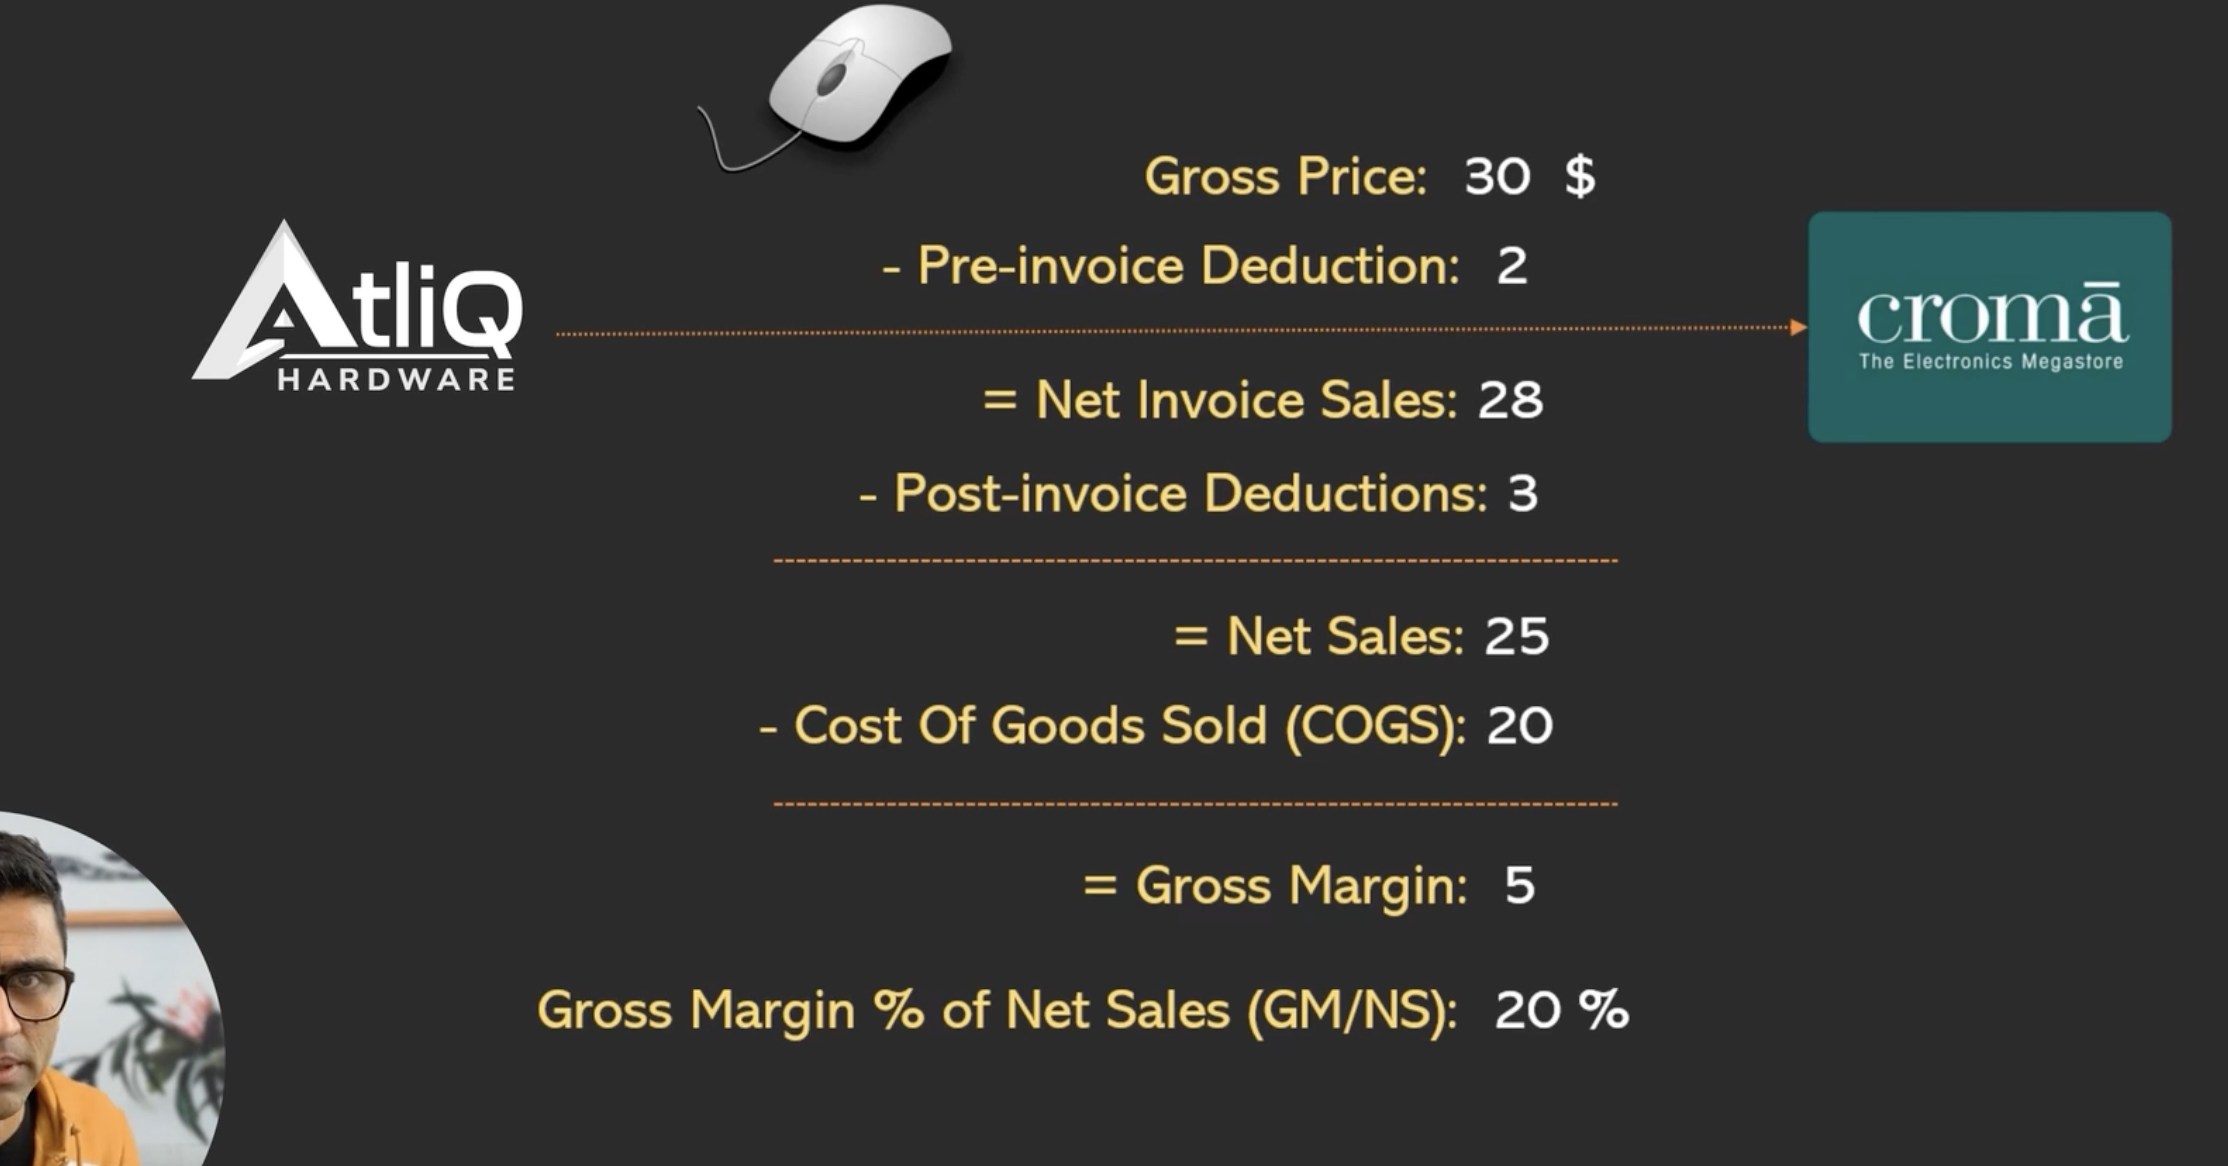 Gross Price: 30 $
- Pre-invoice Deduction: 2
AtliQ
HARDWARE
cromā
The Electronics Megastore
= Net Invoice Sales: 28
- Post-invoice Deductions: 3
= Net Sales: 25
- Cost Of Goods Sold (COGS): 20
= Gross Margin: 5
Gross Margin % of Net Sales (GM/NS): 20 %